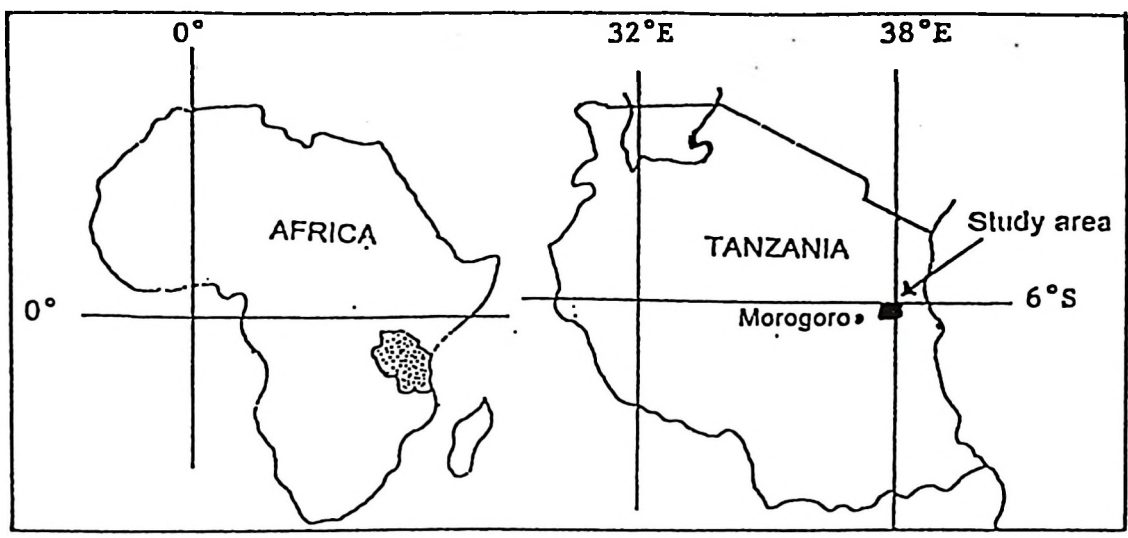 0°
32°E
38°E
AFRICA
TANZANIA
Study area
0°
6°S
Morogoro